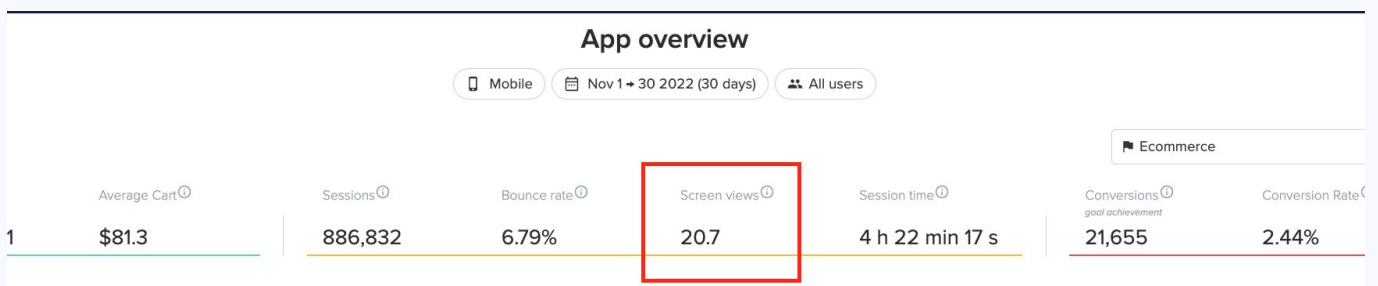 App overview
Mobile
Nov 1 → 30 2022 (30 days)
All users
Ecommerce
Average Cart
Sessions
Bounce rate
Screen views
Session time
Conversions
Conversion Rate
goal achievement
1
$81.3
886,832
6.79%
20.7
4 h 22 min 17 s
21,655
2.44%